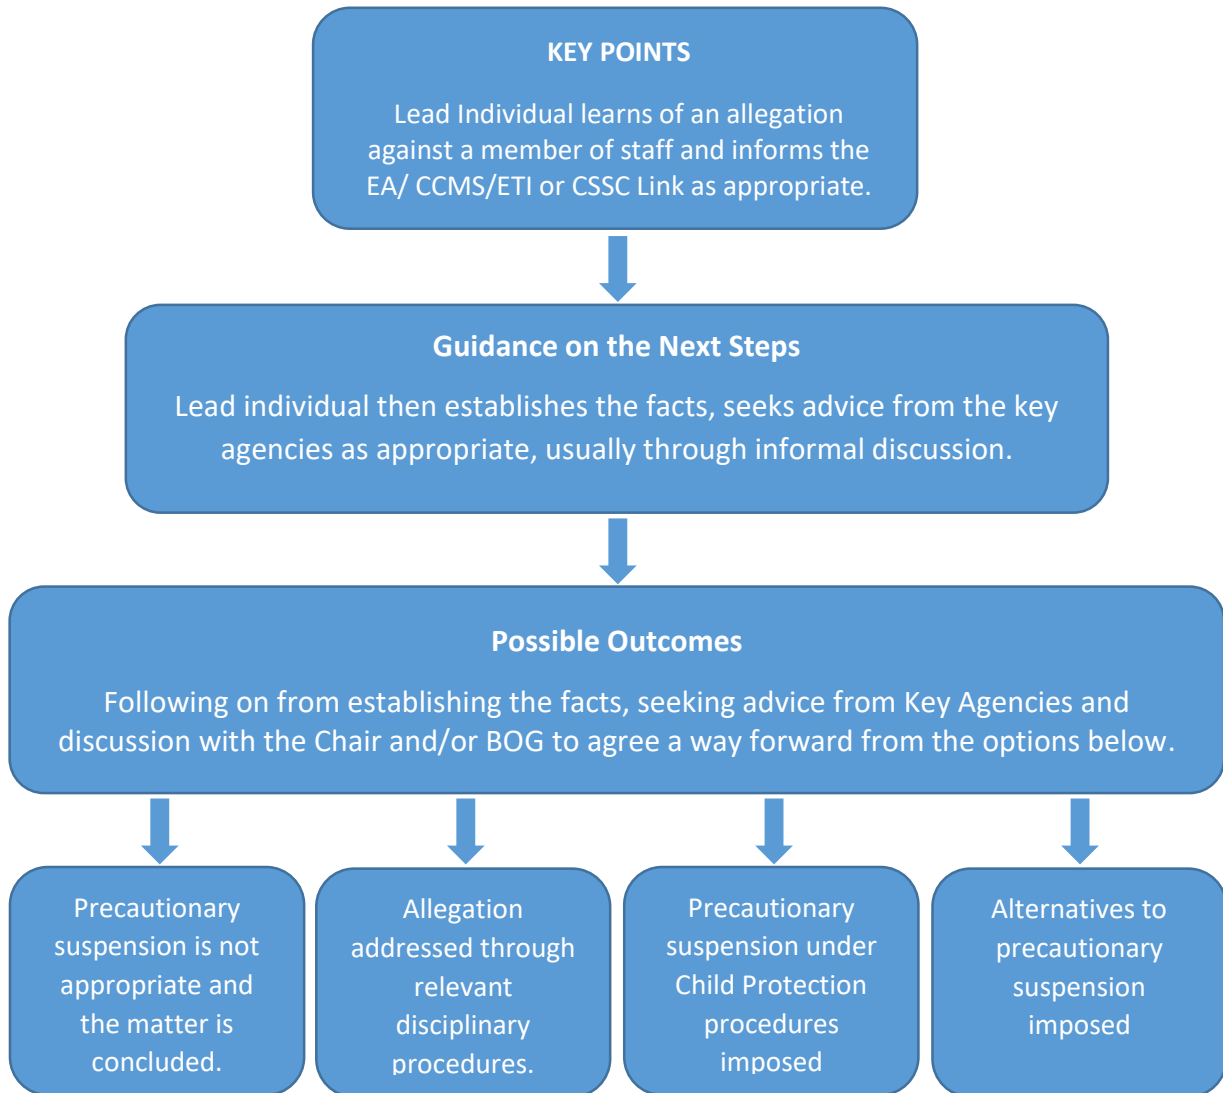 KEY POINTS
Lead Individual learns of an allegation
against a member of staff and informs the
EA/ CCMS/ETI or CSSC Link as appropriate.
Guidance on the Next Steps
Lead individual then establishes the facts, seeks advice from the key
agencies as appropriate, usually through informal discussion.
Possible Outcomes
Following on from establishing the facts, seeking advice from Key Agencies and
discussion with the Chair and/or BOG to agree a way forward from the options below.
Precautionary
suspension is not
appropriate and
the matter is
concluded.
Allegation
addressed through
relevant
disciplinary
procedures.
Precautionary
suspension under
Child Protection
procedures
imposed
Alternatives to
precautionary
suspension
imposed